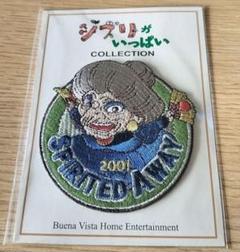 ジブリが
いっぱい
COLLECTION
2001
SPIRITED AWAY
Buena Vista Home Entertainment